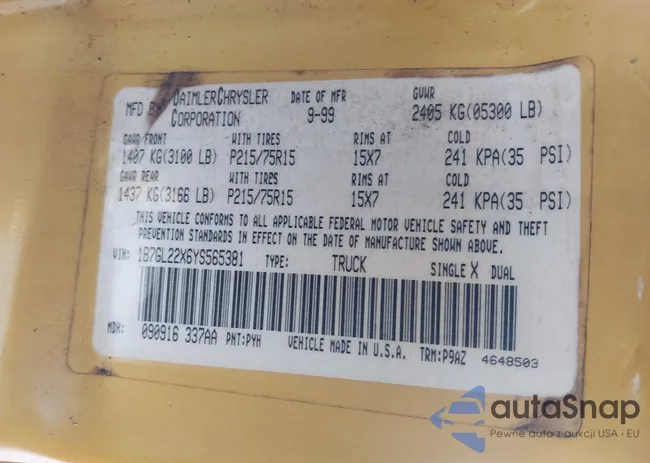 MFD BY DAIMLERCHRYSLER CORPORATION
DATE OF MFR 9-99
GVWR 2405 KG(05300 LB)
GAWR FRONT WITH TIRES RIMS AT COLD
1407 KG(3100 LB) P215/75R15 15X7 241 KPA(35 PSI)
GAWR REAR WITH TIRES RIMS AT COLD
1437 KG(3166 LB) P215/75R15 15X7 241 KPA(35 PSI)
THIS VEHICLE CONFORMS TO ALL APPLICABLE FEDERAL MOTOR VEHICLE SAFETY AND THEFT
PREVENTION STANDARDS IN EFFECT ON THE DATE OF MANUFACTURE SHOWN ABOVE.
VIN: 1B7GL22X6YS565381 TYPE: TRUCK SINGLE X DUAL
MDH: 090916 337AA PNT:PYH VEHICLE MADE IN U.S.A. TRM:P9AZ 4648503
autaSnap
Pewne auta z aukcji USA i EU